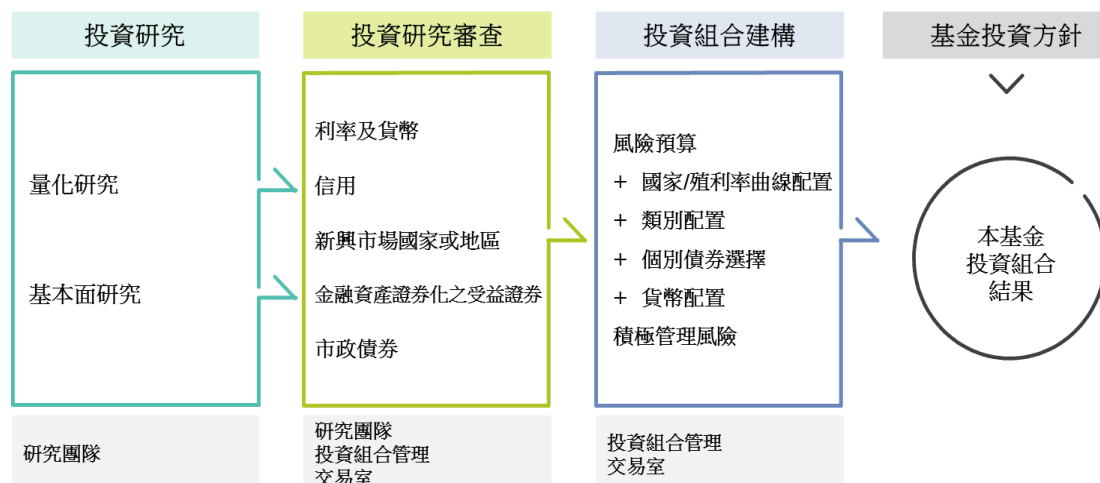 投資研究
投資研究審查
投資組合建構
基金投資方針
量化研究
基本面研究
利率及貨幣
信用
新興市場國家或地區
金融資產證券化之受益證券
市政債券
風險預算
+ 國家/殖利率曲線配置
+ 類別配置
+ 個別債券選擇
+ 貨幣配置
積極管理風險
本基金
投資組合
結果
研究團隊
研究團隊
投資組合管理
交易室
投資組合管理
交易室